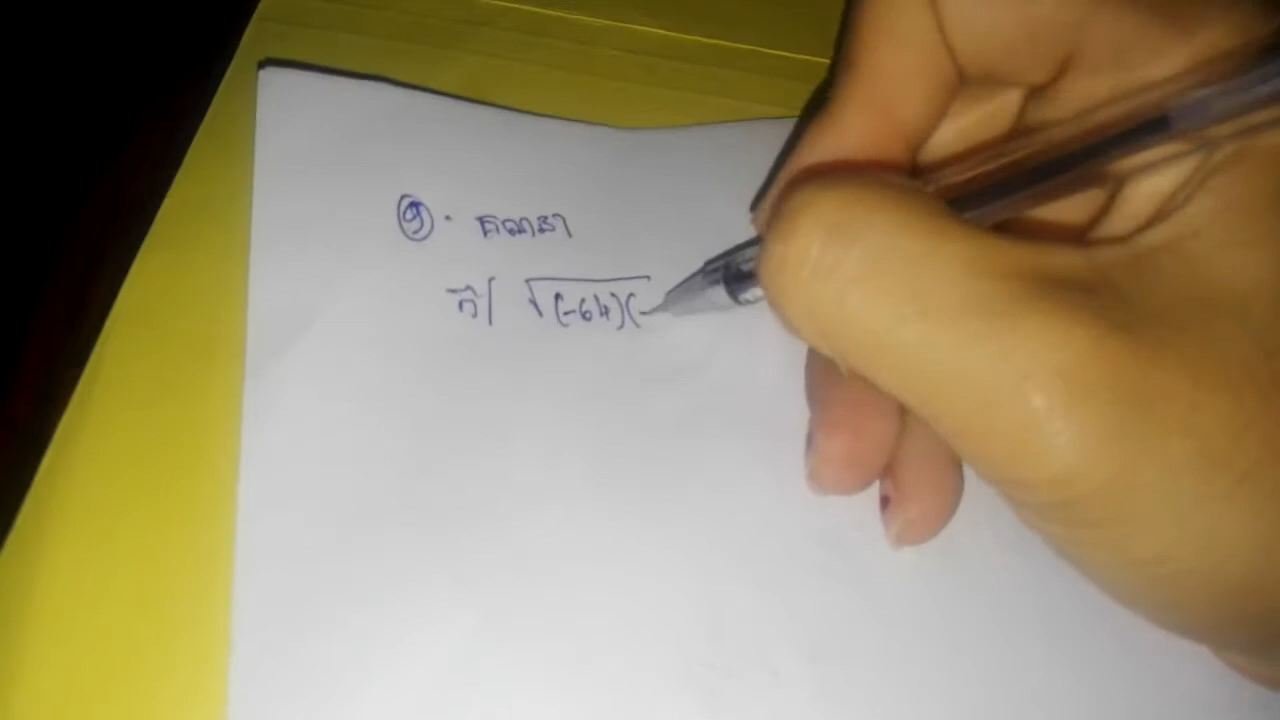 ១. គណនា
ក/ √(-64)(-